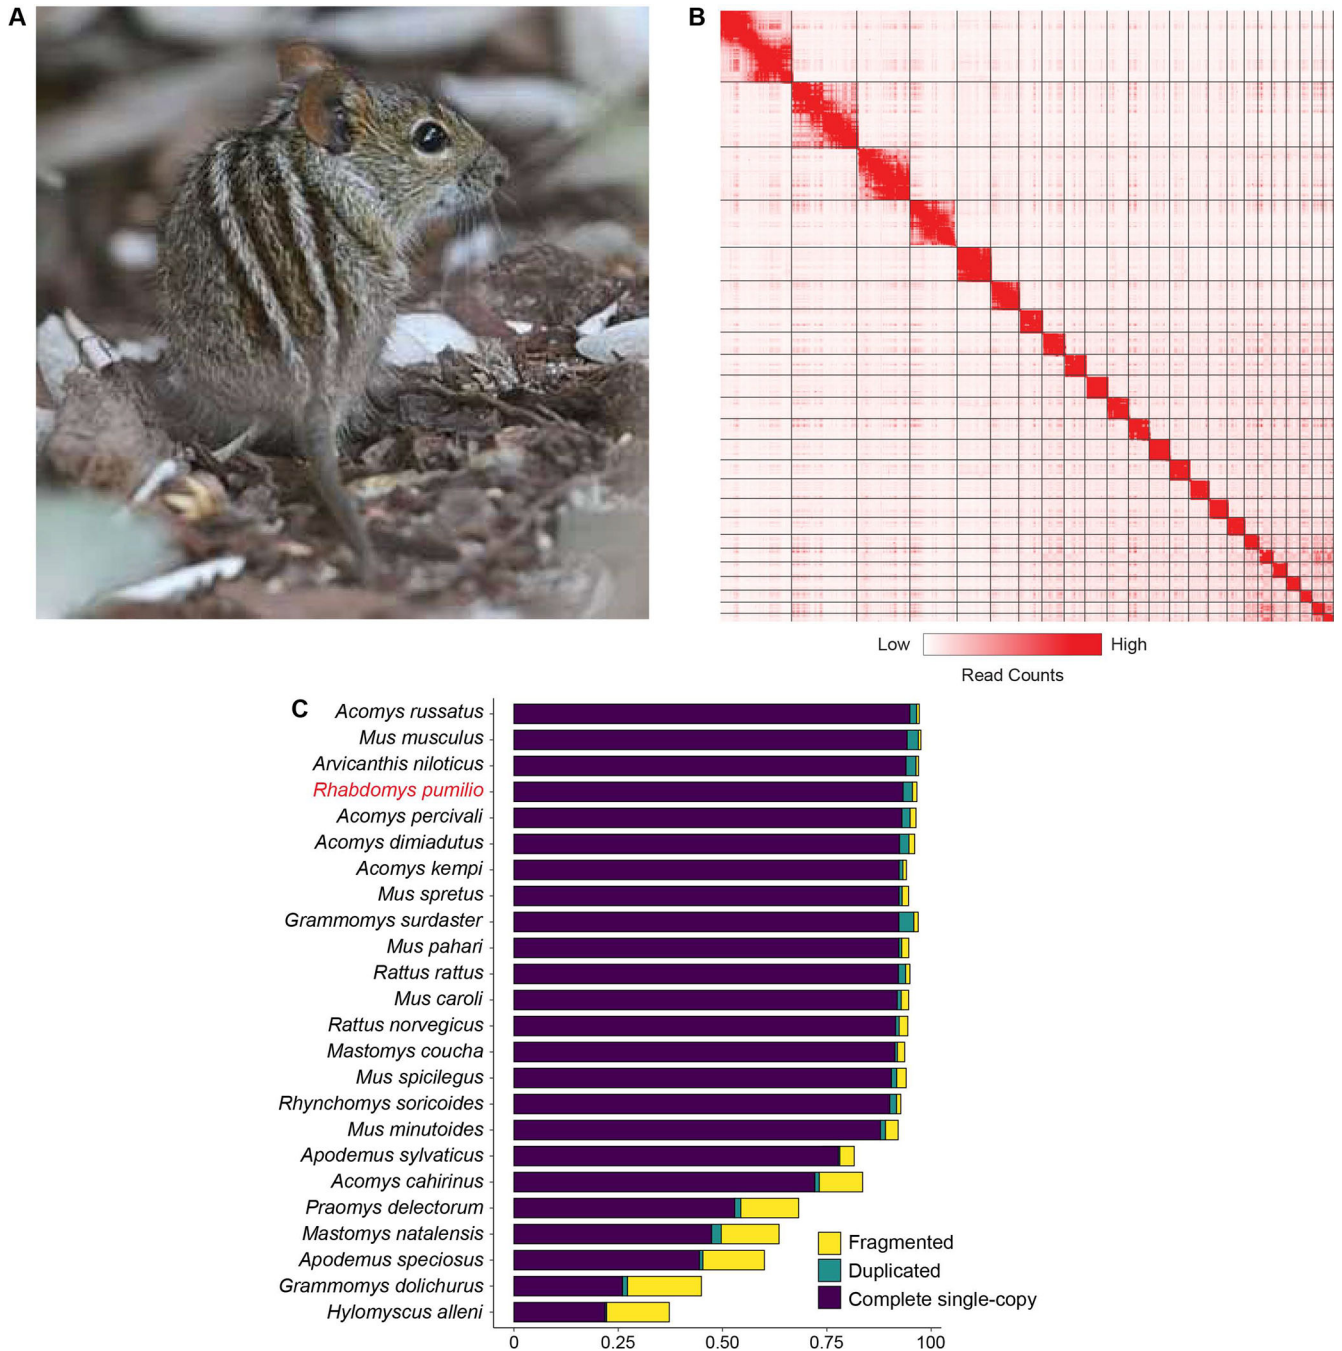 A
B
Low
High
Read Counts
C
Acomys russatus
Mus musculus
Arvicanthis niloticus
Rhabdomys pumilio
Acomys percivali
Acomys dimiadutus
Acomys kempi
Mus spretus
Grammomys surdaster
Mus pahari
Rattus rattus
Mus caroli
Rattus norvegicus
Mastomys coucha
Mus spicilegus
Rhynchomys soricoides
Mus minutoides
Apodemus sylvaticus
Acomys cahirinus
Praomys delectorum
Mastomys natalensis
Apodemus speciosus
Grammomys dolichurus
Hylomyscus alleni
Fragmented
Duplicated
Complete single-copy
0 0.25 0.50 0.75 100